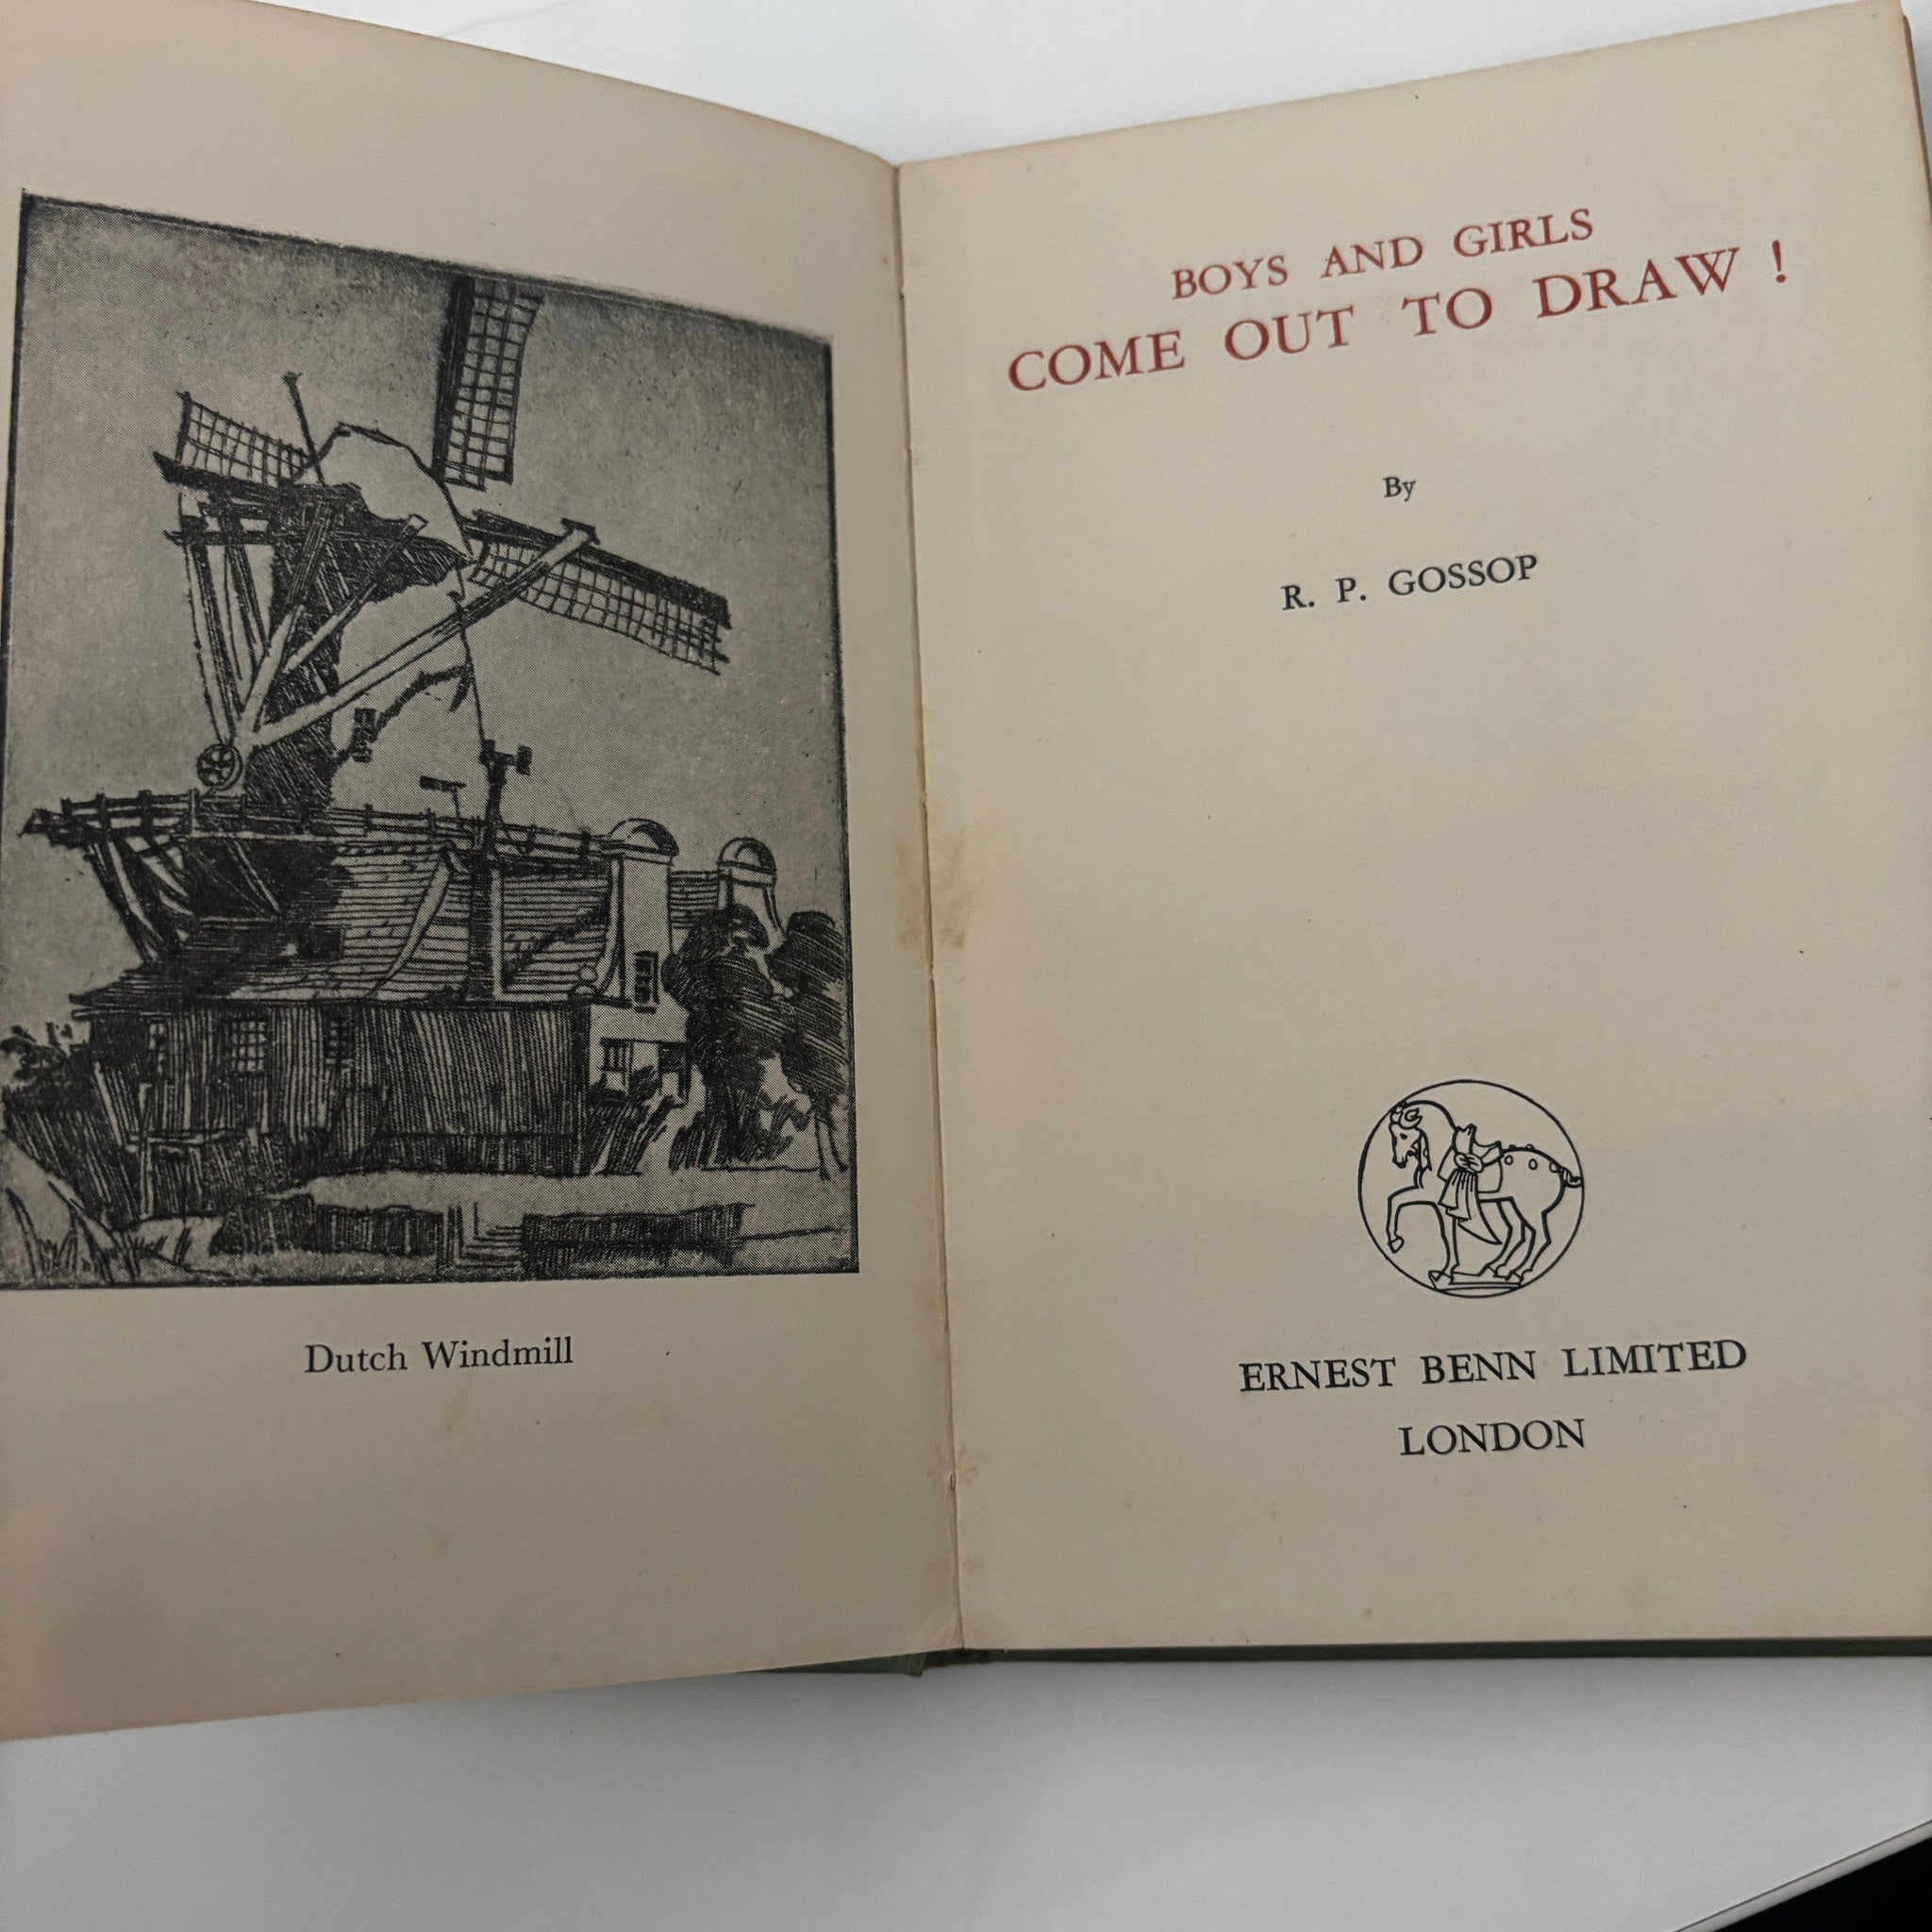 Dutch Windmill
BOYS AND GIRLS
COME OUT TO DRAW !
By
R. P. GOSSOP
ERNEST BENN LIMITED
LONDON